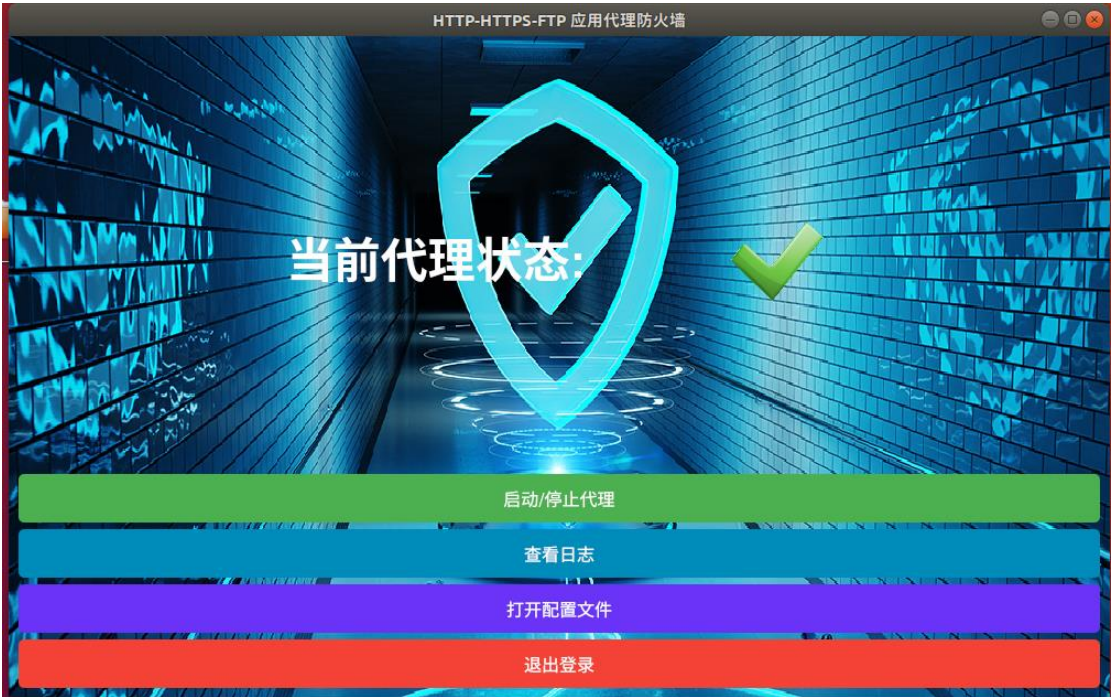 HTTP-HTTPS-FTP 应用代理防火墙
当前代理状态:
启动/停止代理
查看日志
打开配置文件
退出登录